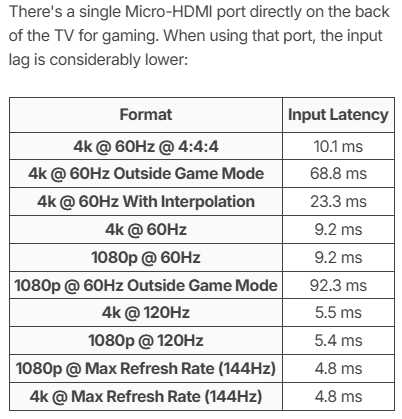 There's a single Micro-HDMI port directly on the back
of the TV for gaming. When using that port, the input
lag is considerably lower:
Format Input Latency
4k @ 60Hz @ 4:4:4 10.1 ms
4k @ 60Hz Outside Game Mode 68.8 ms
4k @ 60Hz With Interpolation 23.3 ms
4k @ 60Hz 9.2 ms
1080p @ 60Hz 9.2 ms
1080p @ 60Hz Outside Game Mode 92.3 ms
4k @ 120Hz 5.5 ms
1080p @ 120Hz 5.4 ms
1080p @ Max Refresh Rate (144Hz) 4.8 ms
4k @ Max Refresh Rate (144Hz) 4.8 ms